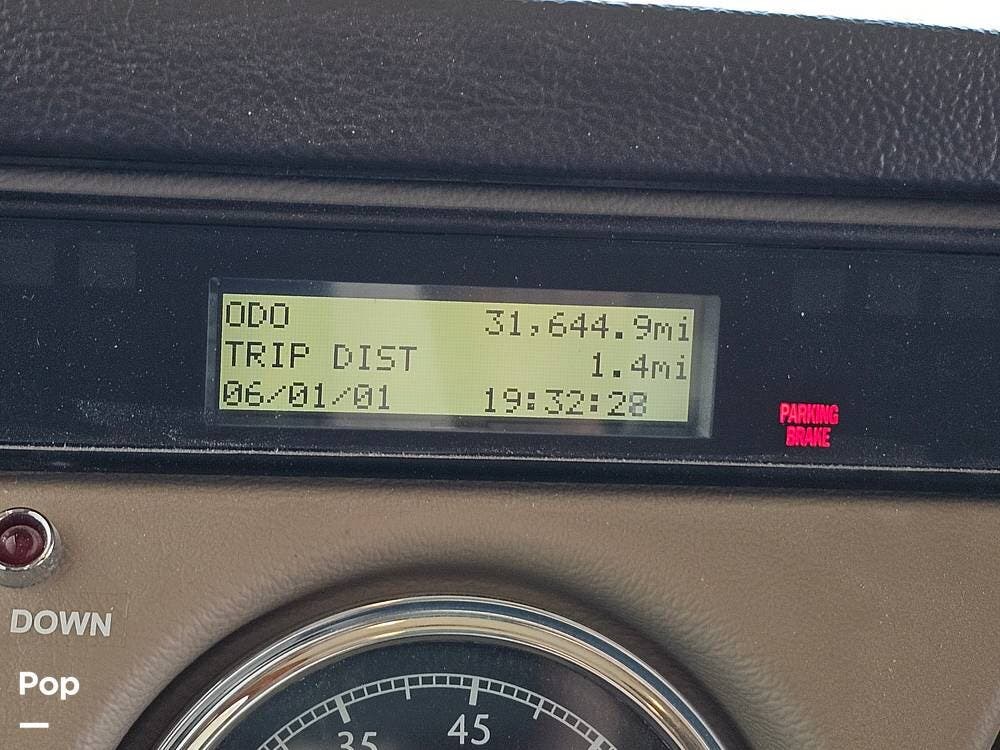 ODO 31,644.9mi
TRIP DIST 1.4mi
06/01/01 19:32:28
PARKING
BRAKE
DOWN
Pop
35 45